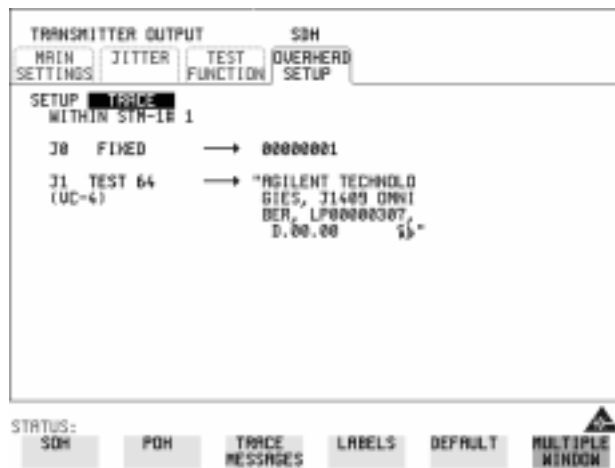 TRANSMITTER OUTPUT SDH
MAIN SETTINGS JITTER TEST FUNCTION OVERHEAD SETUP
SETUP TRACE
WITHIN STM-1# 1
J0 FIXED → 00000001
J1 TEST 64 → "AGILENT TECHNOLO
(VC-4) GIES, J1409 OMNI
BER, LP00000307,
D.00.00
STATUS:
SOH POH TRACE MESSAGES LABELS DEFAULT MULTIPLE WINDOW